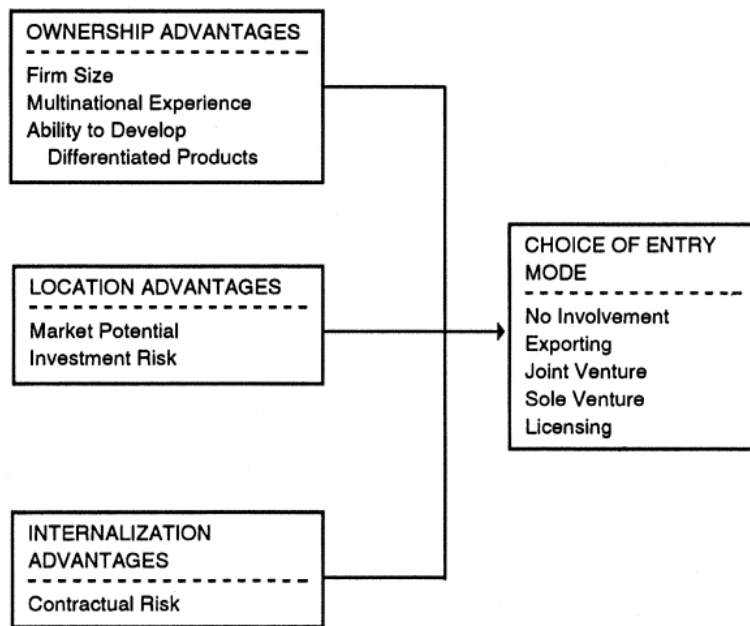 OWNERSHIP ADVANTAGES
Firm Size
Multinational Experience
Ability to Develop
Differentiated Products
LOCATION ADVANTAGES
Market Potential
Investment Risk
INTERNALIZATION
ADVANTAGES
Contractual Risk
CHOICE OF ENTRY
MODE
No Involvement
Exporting
Joint Venture
Sole Venture
Licensing